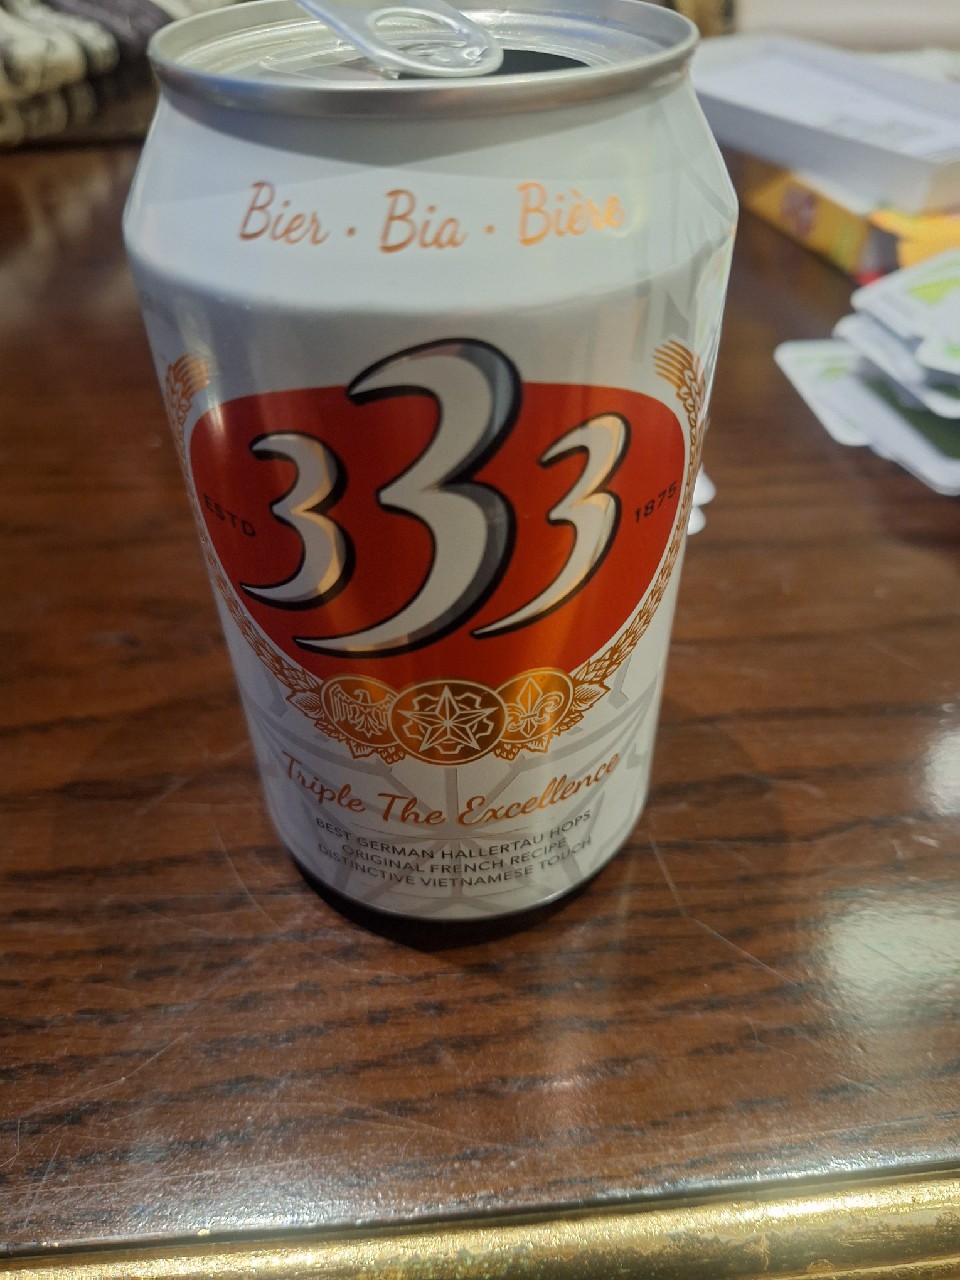 Bier · Bia · Bière
333
ESTD 1875
Triple The Excellence
BEST GERMAN HALLERTAU HOPS
ORIGINAL FRENCH RECIPE
DISTINCTIVE VIETNAMESE TOUCH